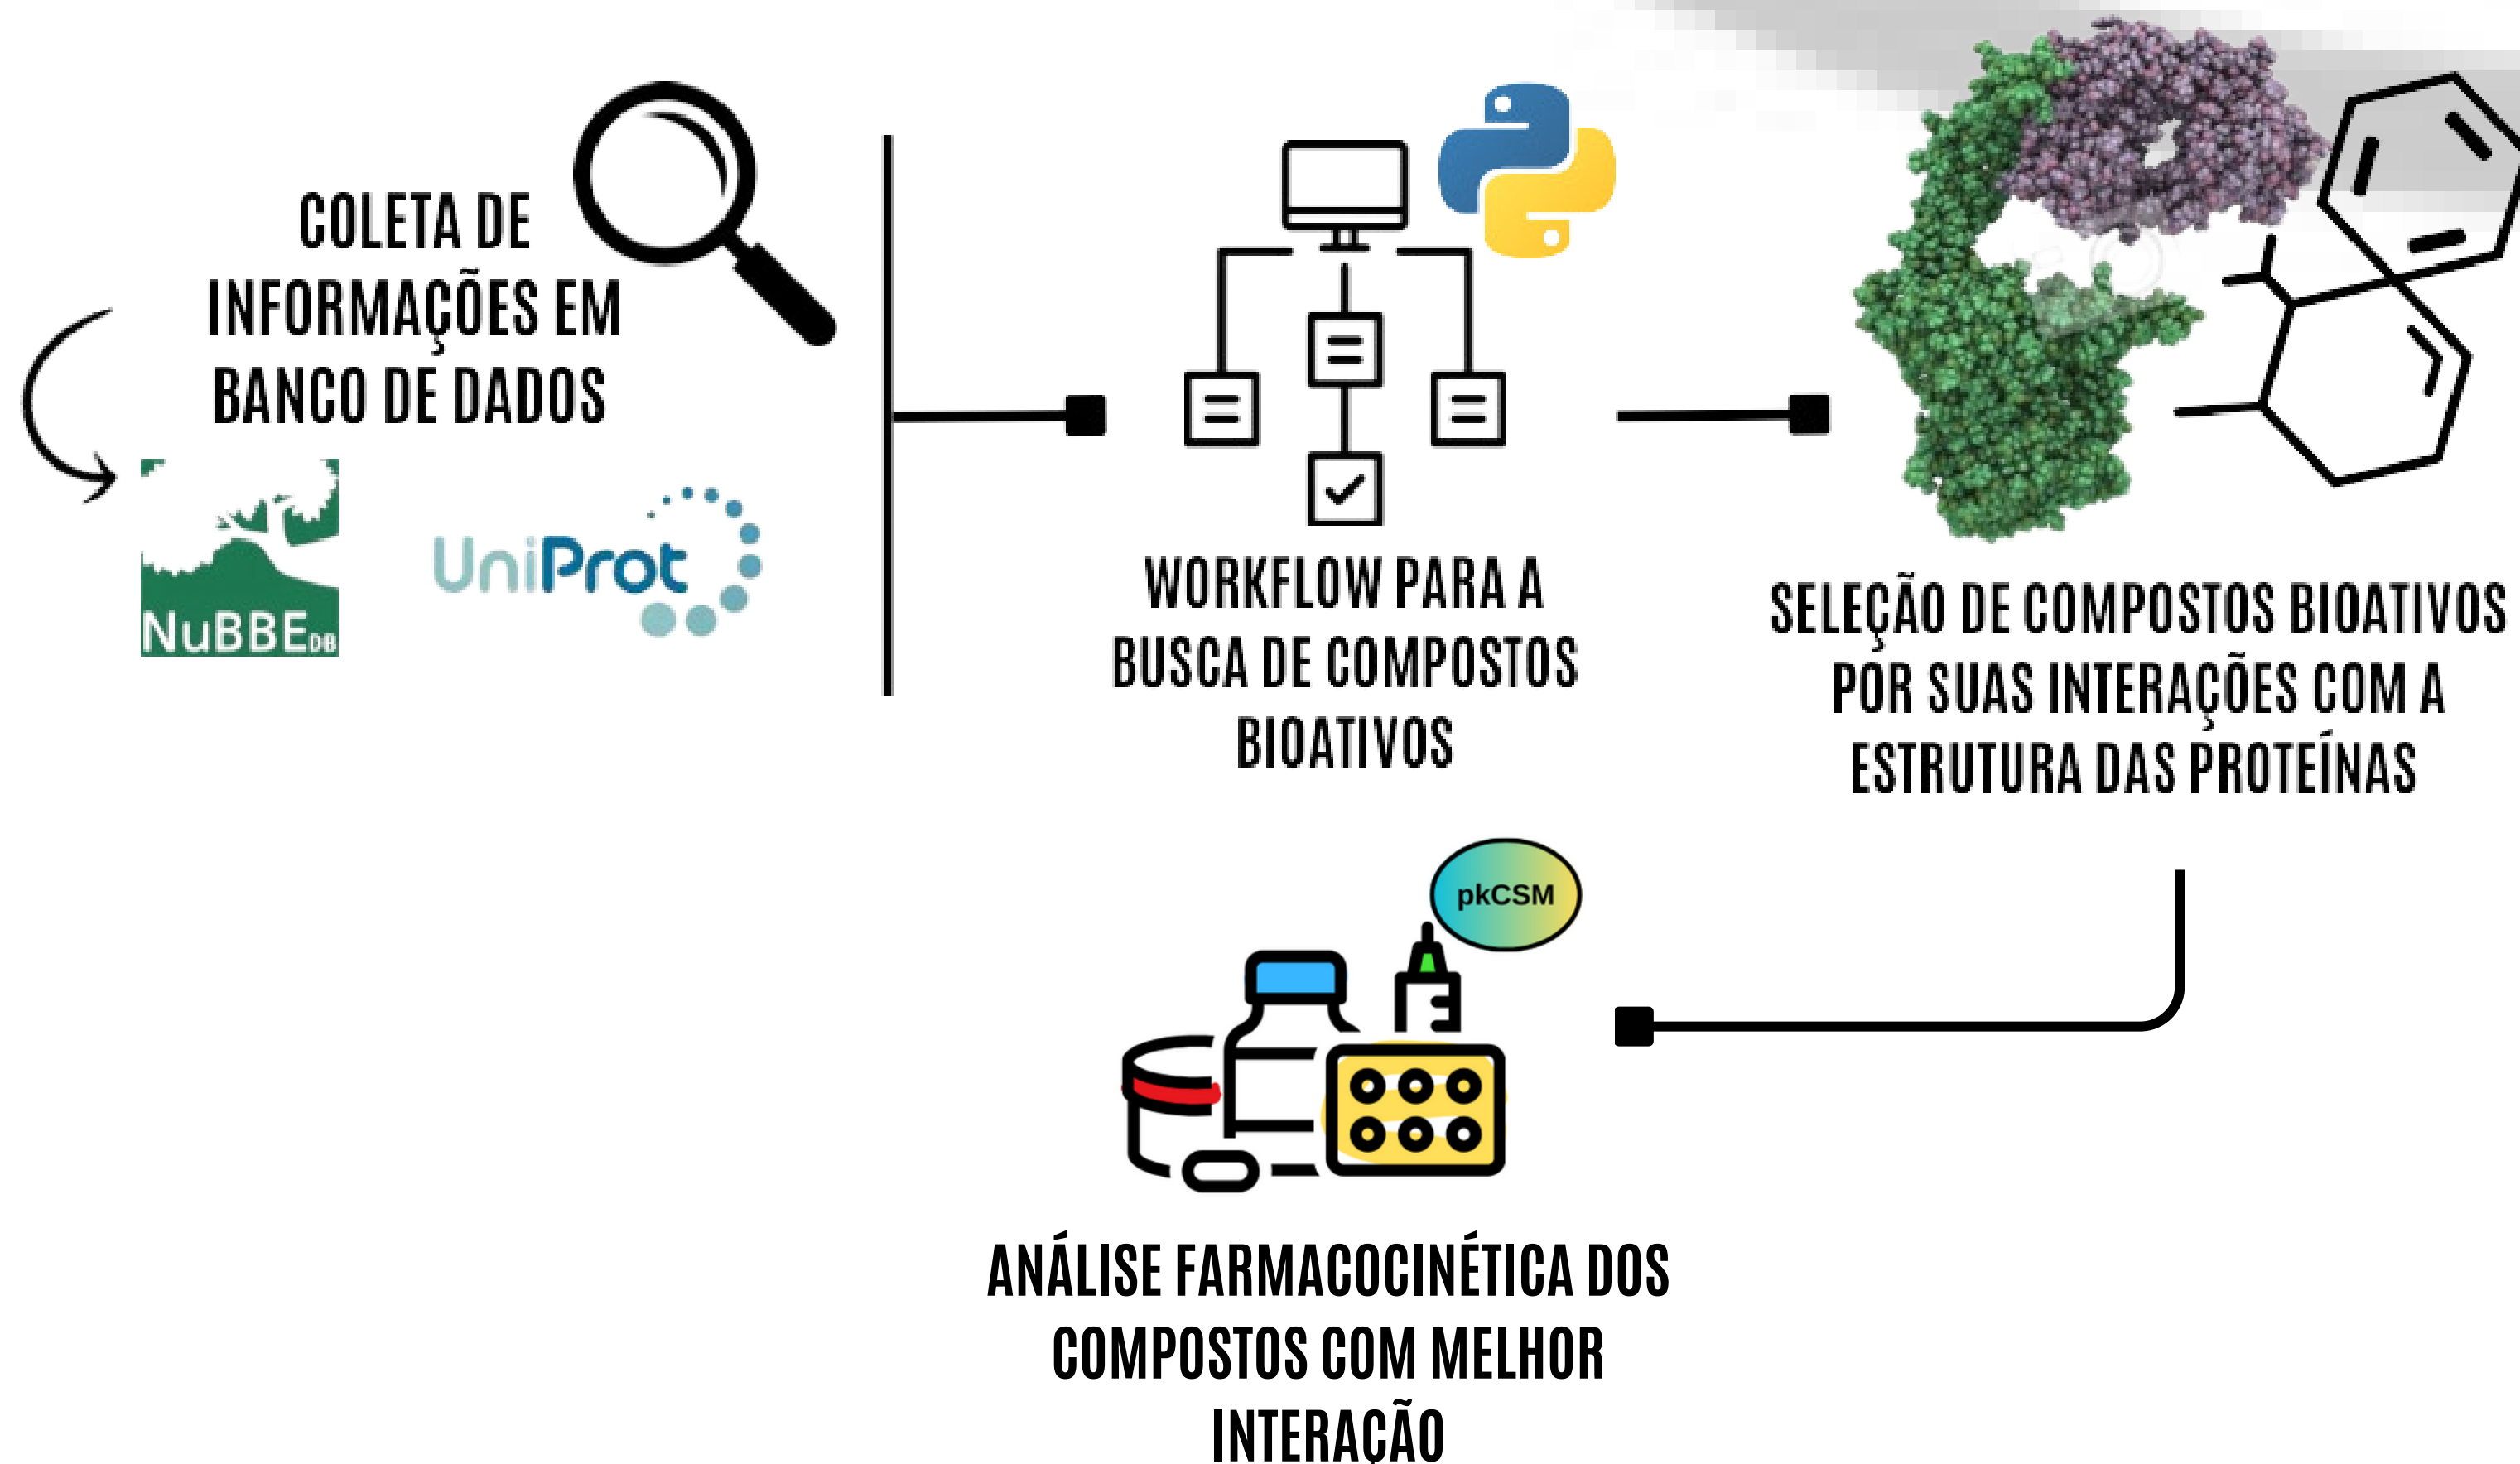 COLETA DE
INFORMAÇÕES EM
BANCO DE DADOS
NuBBEDB
UniProt
WORKFLOW PARA A
BUSCA DE COMPOSTOS
BIOATIVOS
SELEÇÃO DE COMPOSTOS BIOATIVOS
POR SUAS INTERAÇÕES COM A
ESTRUTURA DAS PROTEÍNAS
pkCSM
ANÁLISE FARMACOCINÉTICA DOS
COMPOSTOS COM MELHOR
INTERAÇÃO